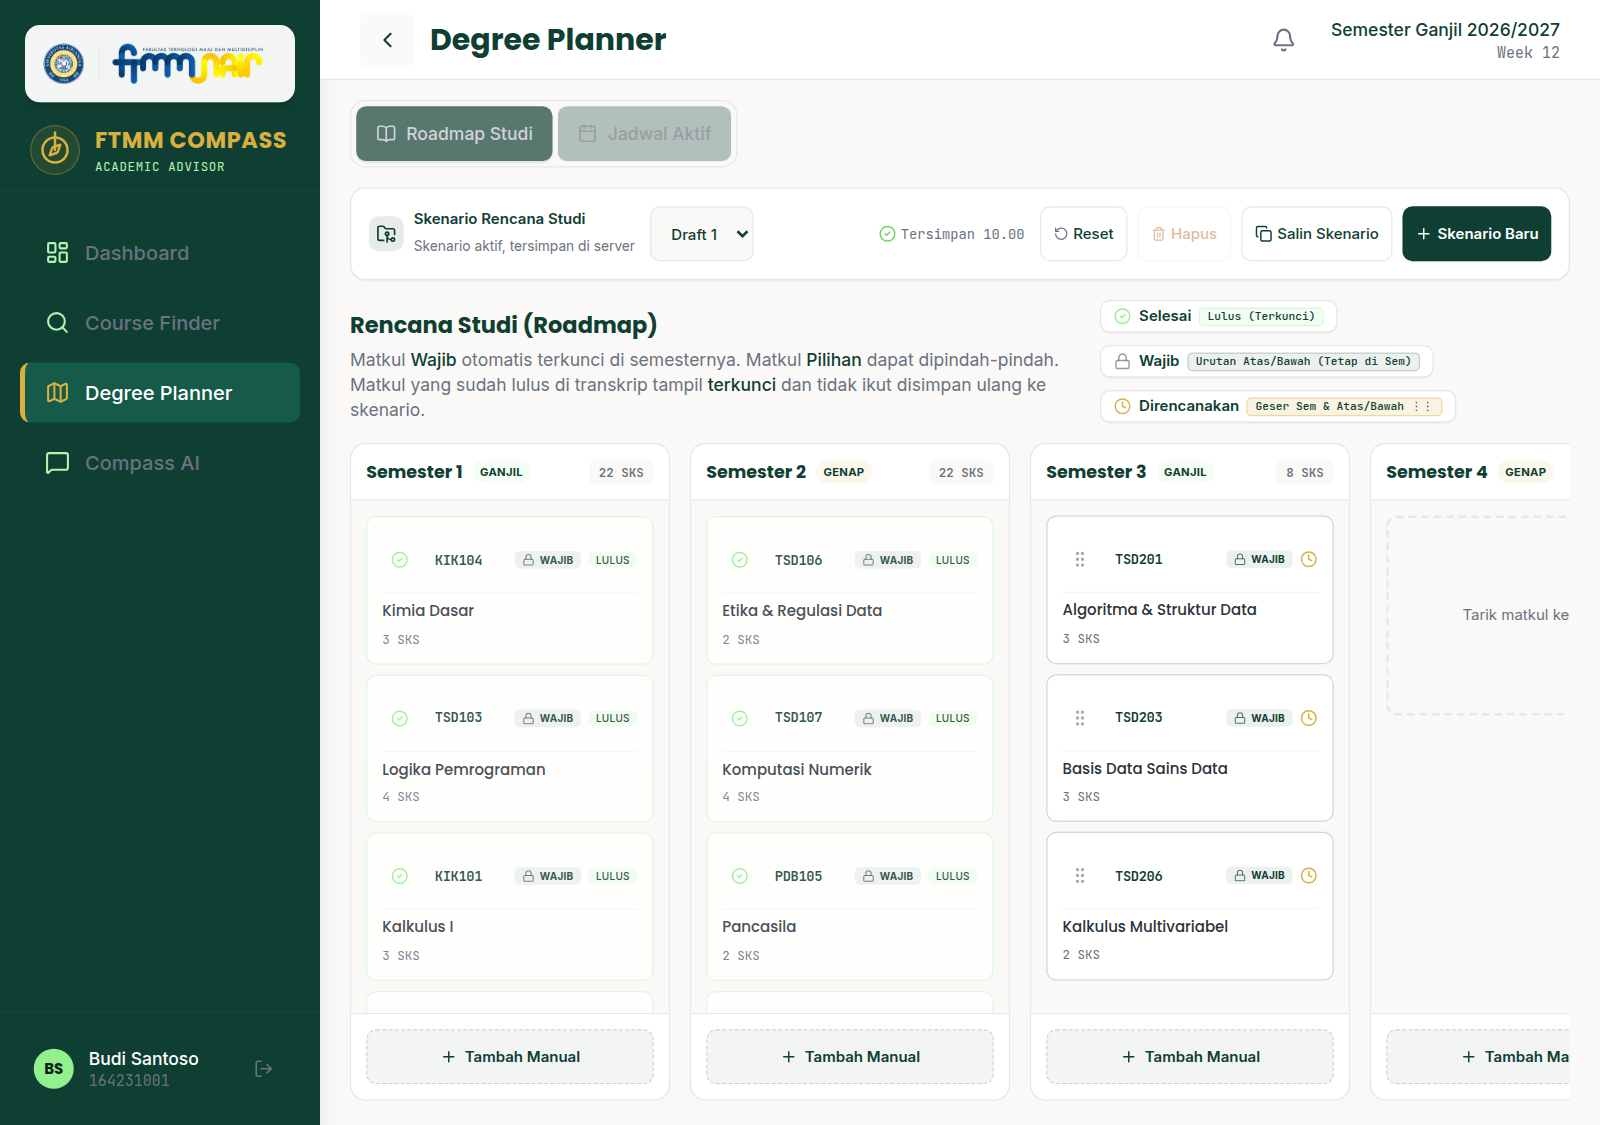 FAKULTAS TEKNOLOGI MAJU DAN MULTIDISIPLIN
ftmm unair
FTMM COMPASS
ACADEMIC ADVISOR
Dashboard
Course Finder
Degree Planner
Compass AI
BS
Budi Santoso
164231001
Degree Planner
Semester Ganjil 2026/2027
Week 12
Roadmap Studi
Jadwal Aktif
Skenario Rencana Studi
Skenario aktif, tersimpan di server
Draft 1
Tersimpan 10.00
Reset
Hapus
Salin Skenario
Skenario Baru
Rencana Studi (Roadmap)
Matkul Wajib otomatis terkunci di semesternya. Matkul Pilihan dapat dipindah-pindah.
Matkul yang sudah lulus di transkrip tampil terkunci dan tidak ikut disimpan ulang ke
skenario.
Selesai Lulus (Terkunci)
Wajib Urutan Atas/Bawah (Tetap di Sem)
Direncanakan Geser Sem & Atas/Bawah ⋮⋮
Semester 1 GANJIL 22 SKS
KIK104 WAJIB LULUS
Kimia Dasar
3 SKS
TSD103 WAJIB LULUS
Logika Pemrograman
4 SKS
KIK101 WAJIB LULUS
Kalkulus I
3 SKS
Tambah Manual
Semester 2 GENAP 22 SKS
TSD106 WAJIB LULUS
Etika & Regulasi Data
2 SKS
TSD107 WAJIB LULUS
Komputasi Numerik
4 SKS
PDB105 WAJIB LULUS
Pancasila
2 SKS
Tambah Manual
Semester 3 GANJIL 8 SKS
TSD201 WAJIB
Algoritma & Struktur Data
3 SKS
TSD203 WAJIB
Basis Data Sains Data
3 SKS
TSD206 WAJIB
Kalkulus Multivariabel
2 SKS
Tambah Manual
Semester 4 GENAP
Tarik matkul ke
Tambah Ma